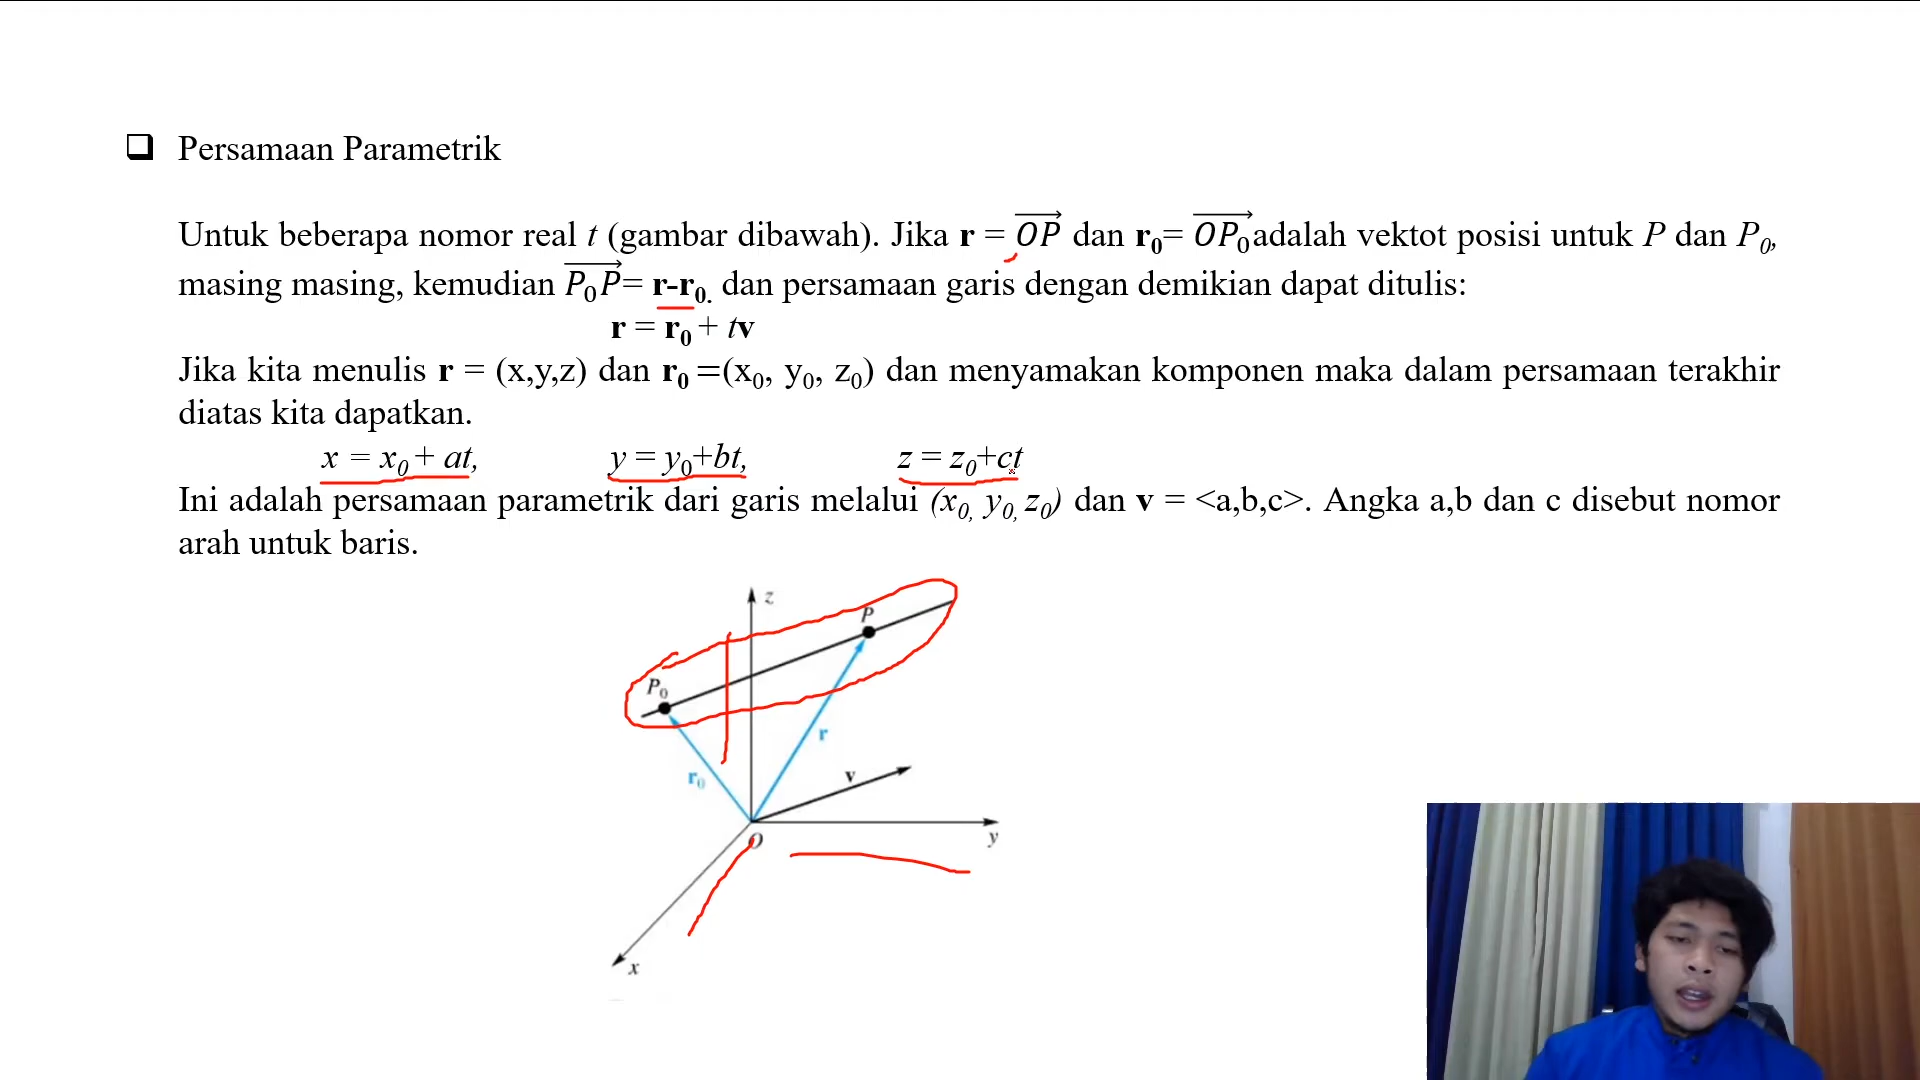 ❑ Persamaan Parametrik
Untuk beberapa nomor real t (gambar dibawah). Jika r = OP⃗ dan r₀= OP₀⃗ adalah vektot posisi untuk P dan P₀,
masing masing, kemudian P₀P⃗= r-r₀. dan persamaan garis dengan demikian dapat ditulis:
r = r₀ + tv
Jika kita menulis r = (x,y,z) dan r₀ =(x₀, y₀, z₀) dan menyamakan komponen maka dalam persamaan terakhir
diatas kita dapatkan.
x = x₀ + at, y = y₀+bt, z = z₀+ct
Ini adalah persamaan parametrik dari garis melalui (x₀, y₀, z₀) dan v = <a,b,c>. Angka a,b dan c disebut nomor
arah untuk baris.
z
P
P₀
r
r₀
v
O
y
x